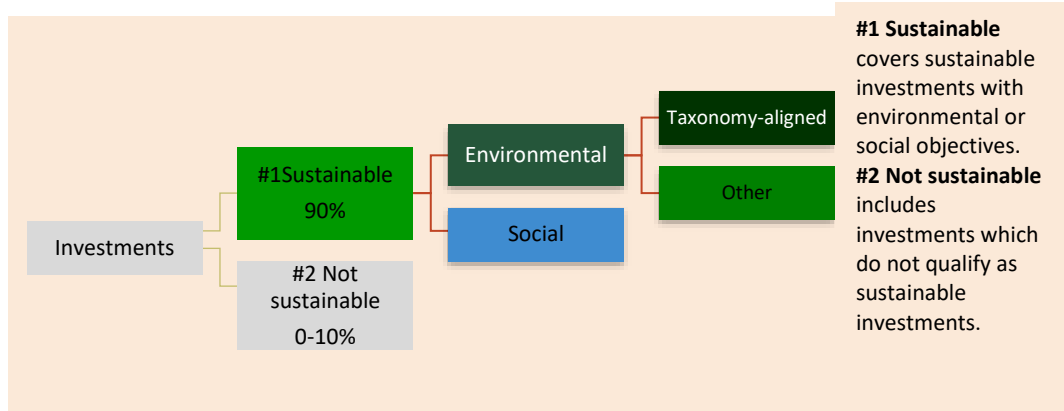 Investments
#1Sustainable
90%
#2 Not
sustainable
0-10%
Environmental
Social
Taxonomy-aligned
Other
#1 Sustainable
covers sustainable
investments with
environmental or
social objectives.
#2 Not sustainable
includes
investments which
do not qualify as
sustainable
investments.